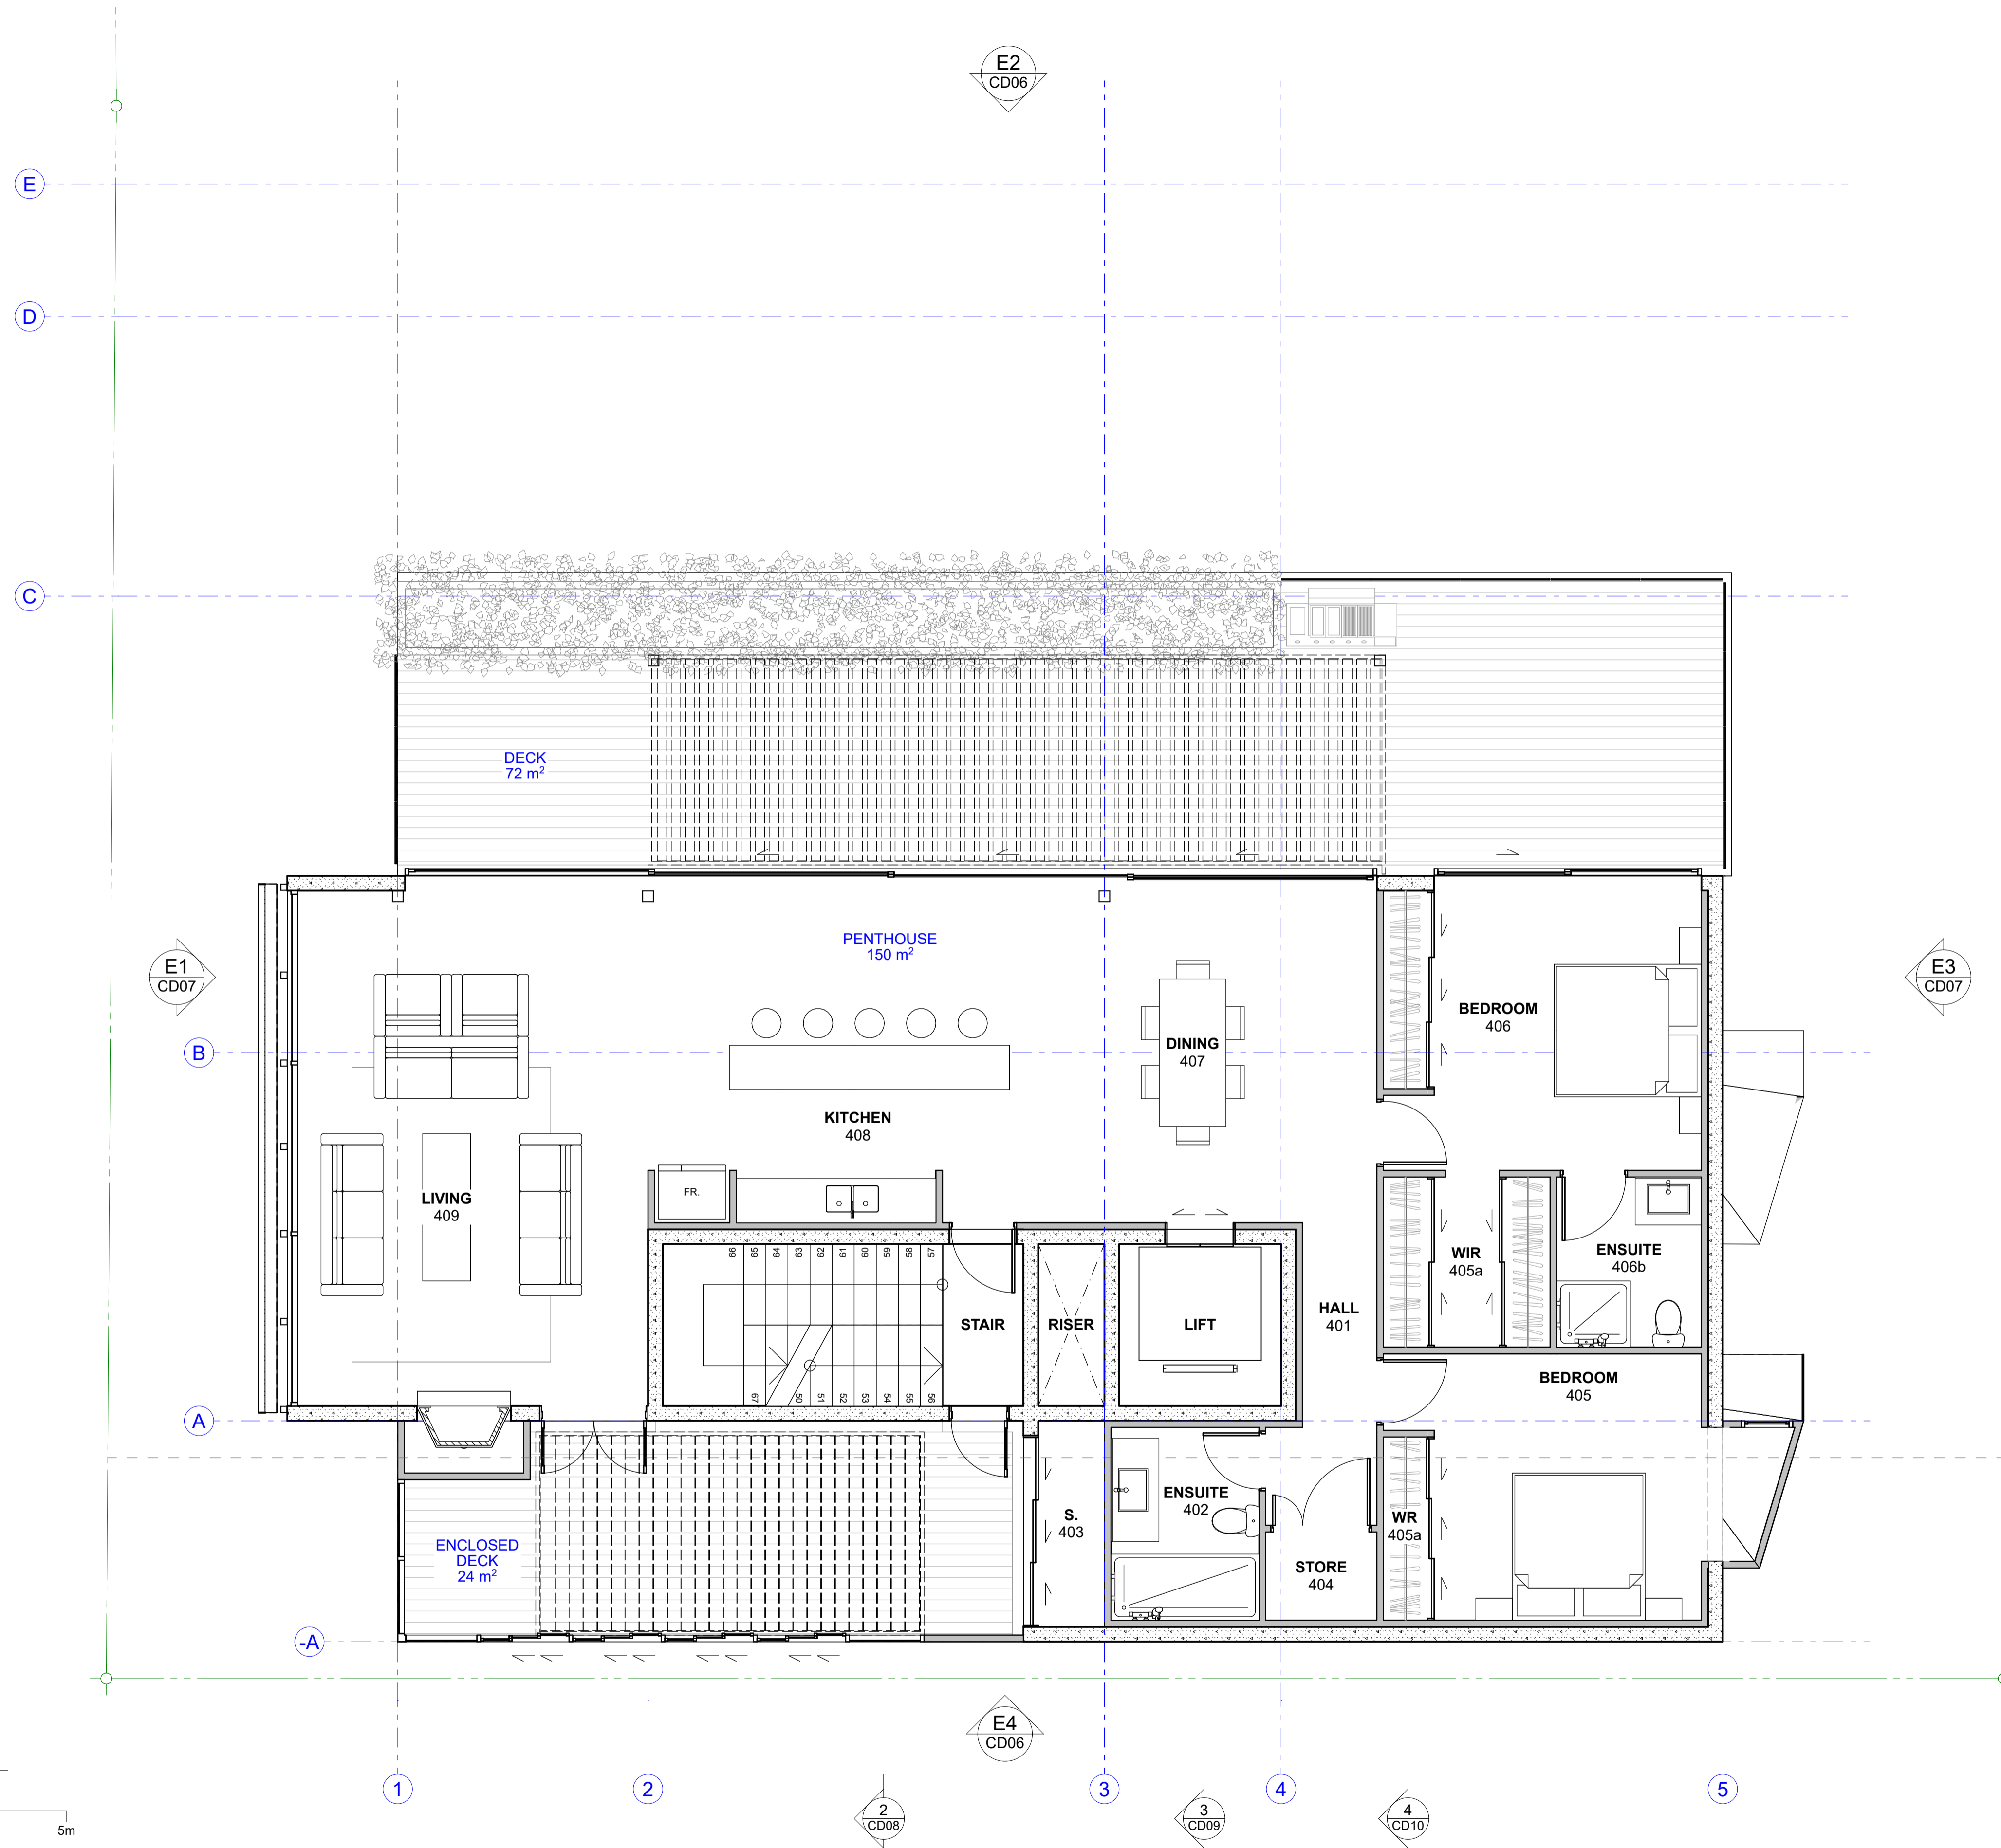 E2
CD06
E
D
C
DECK
72 m²
PENTHOUSE
150 m²
E1
CD07
E3
CD07
BEDROOM
406
B
DINING
407
KITCHEN
408
FR.
LIVING
409
66
65
64
63
62
61
60
59
58
57
WIR
405a
ENSUITE
406b
HALL
401
STAIR
RISER
LIFT
BEDROOM
405
67
50
51
52
53
54
55
56
A
ENSUITE
402
S.
403
WR
405a
ENCLOSED
DECK
24 m²
STORE
404
-A
E4
CD06
1
2
3
4
5
2
CD08
3
CD09
4
CD10
5m